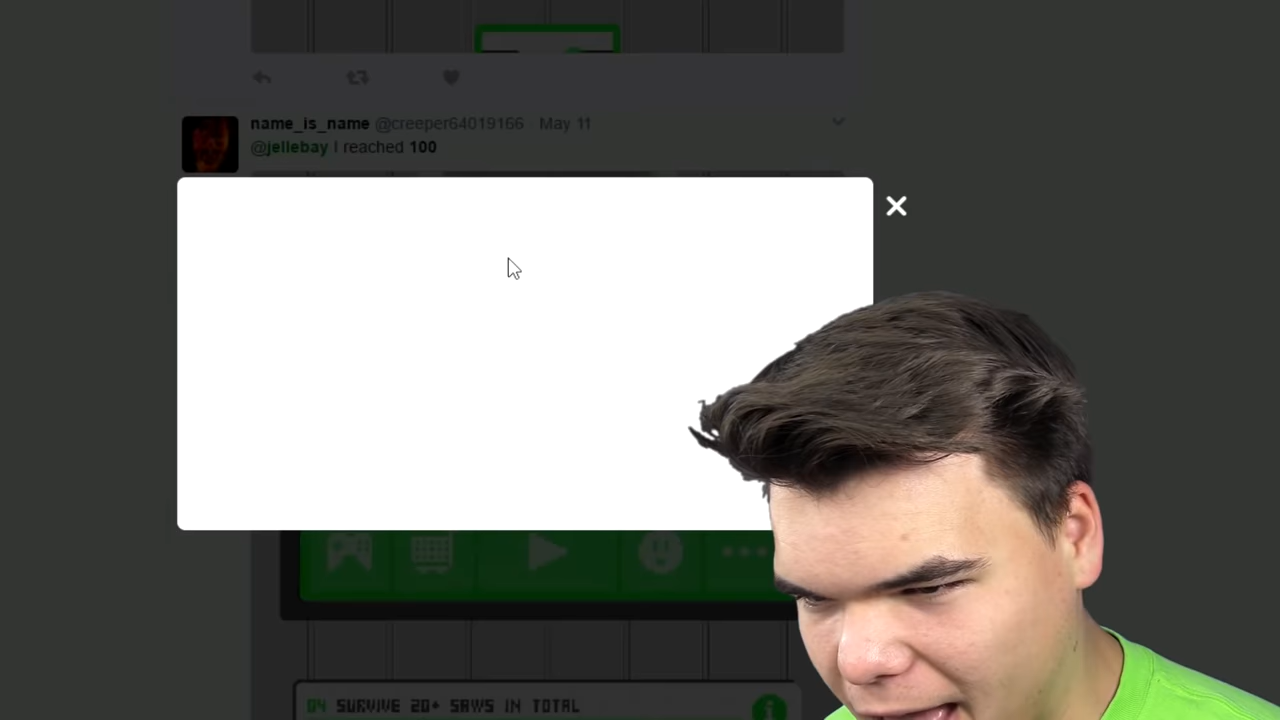 name_is_name @creeper64019166 May 11
@jellebay I reached 100
04 SURVIVE 20+ SAWS IN TOTAL